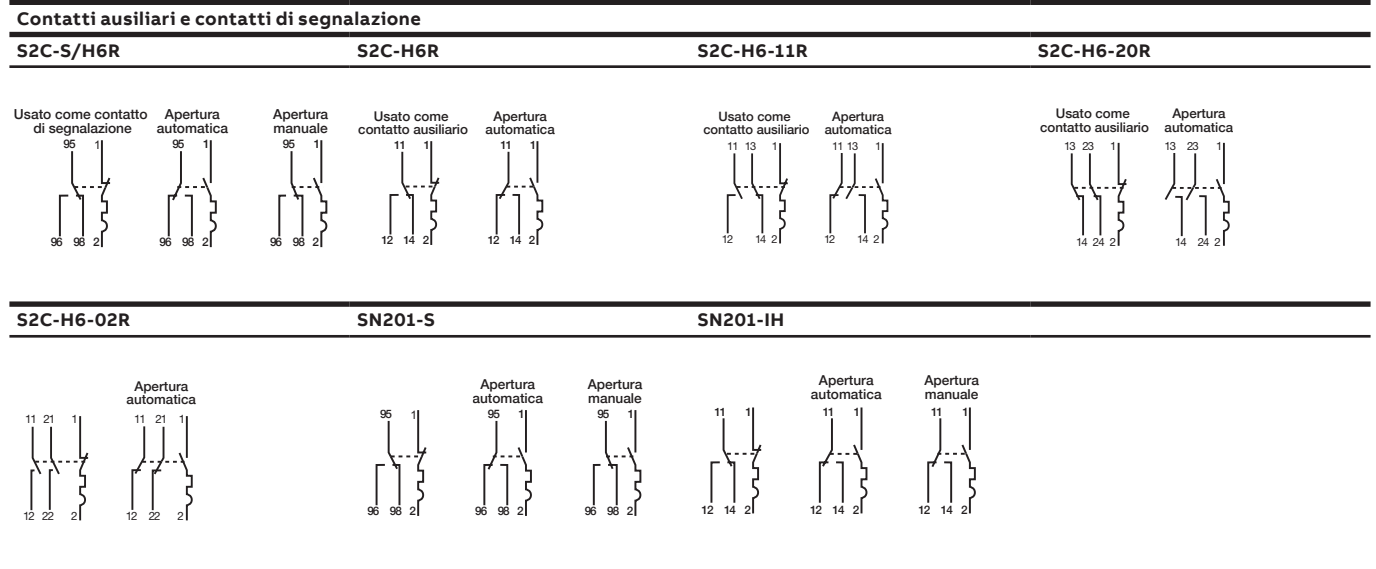 Contatti ausiliari e contatti di segnalazione
S2C-S/H6R S2C-H6R S2C-H6-11R S2C-H6-20R
Usato come contatto di segnalazione
95 1
96 98 2
Apertura automatica
95 1
96 98 2
Apertura manuale
95 1
96 98 2
Usato come contatto ausiliario
11 1
12 14 2
Apertura automatica
11 1
12 14 2
Usato come contatto ausiliario
11 13 1
12 14 2
Apertura automatica
11 13 1
12 14 2
Usato come contatto ausiliario
13 23 1
14 24 2
Apertura automatica
13 23 1
14 24 2
S2C-H6-02R SN201-S SN201-IH
11 21 1
12 22 2
Apertura automatica
11 21 1
12 22 2
95 1
96 98 2
Apertura automatica
95 1
96 98 2
Apertura manuale
95 1
96 98 2
11 1
12 14 2
Apertura automatica
11 1
12 14 2
Apertura manuale
11 1
12 14 2